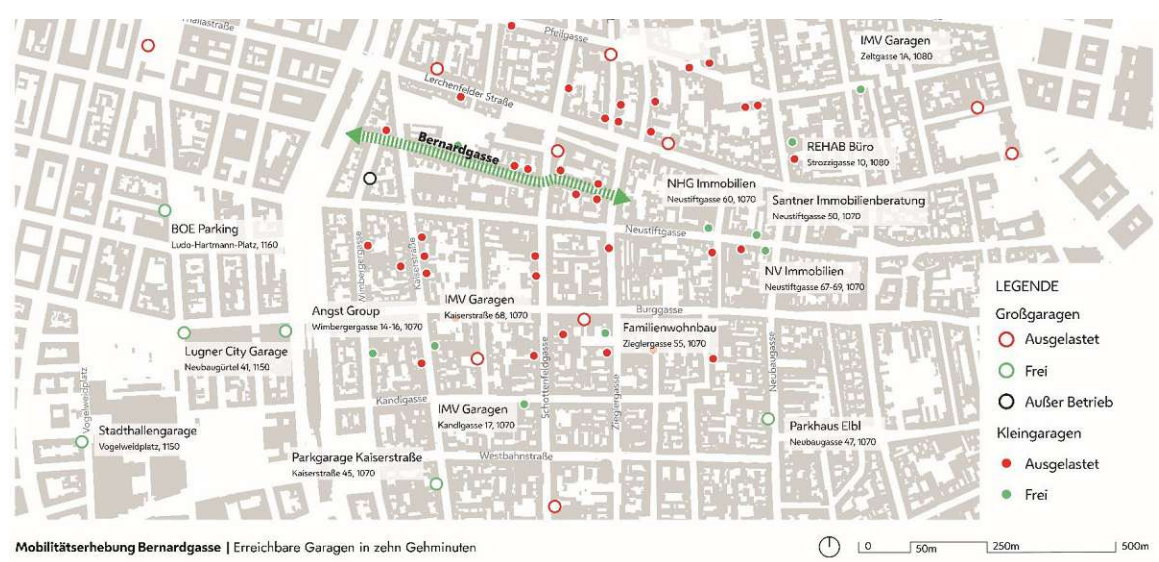 Thaliastraße
Pfeilgasse
IMV Garagen
Zeltgasse 1A, 1080
Lerchenfelder Straße
Bernardgasse
REHAB Büro
Strozzigasse 10, 1080
NHG Immobilien
Neustiftgasse 60, 1070
Santner Immobilienberatung
Neustiftgasse 50, 1070
BOE Parking
Ludo-Hartmann-Platz, 1160
Neustiftgasse
Wimbergergasse
Kaiserstraße
NV Immobilien
Neustiftgasse 67-69, 1070
LEGENDE
Großgaragen
Ausgelastet
Frei
Außer Betrieb
Kleingaragen
Ausgelastet
Frei
IMV Garagen
Kaiserstraße 68, 1070
Angst Group
Wimbergergasse 14-16, 1070
Burggasse
Familienwohnbau
Zieglergasse 55, 1070
Lugner City Garage
Neubaugürtel 41, 1150
Neubaugasse
Schottenfeldgasse
Zieglergasse
Vogelweidplatz
Kandlgasse
IMV Garagen
Kandlgasse 17, 1070
Parkhaus Elbl
Neubaugasse 47, 1070
Stadthallengarage
Vogelweidplatz, 1150
Parkgarage Kaiserstraße
Kaiserstraße 45, 1070
Westbahnstraße
Mobilitätserhebung Bernardgasse | Erreichbare Garagen in zehn Gehminuten
0 50m 250m 500m